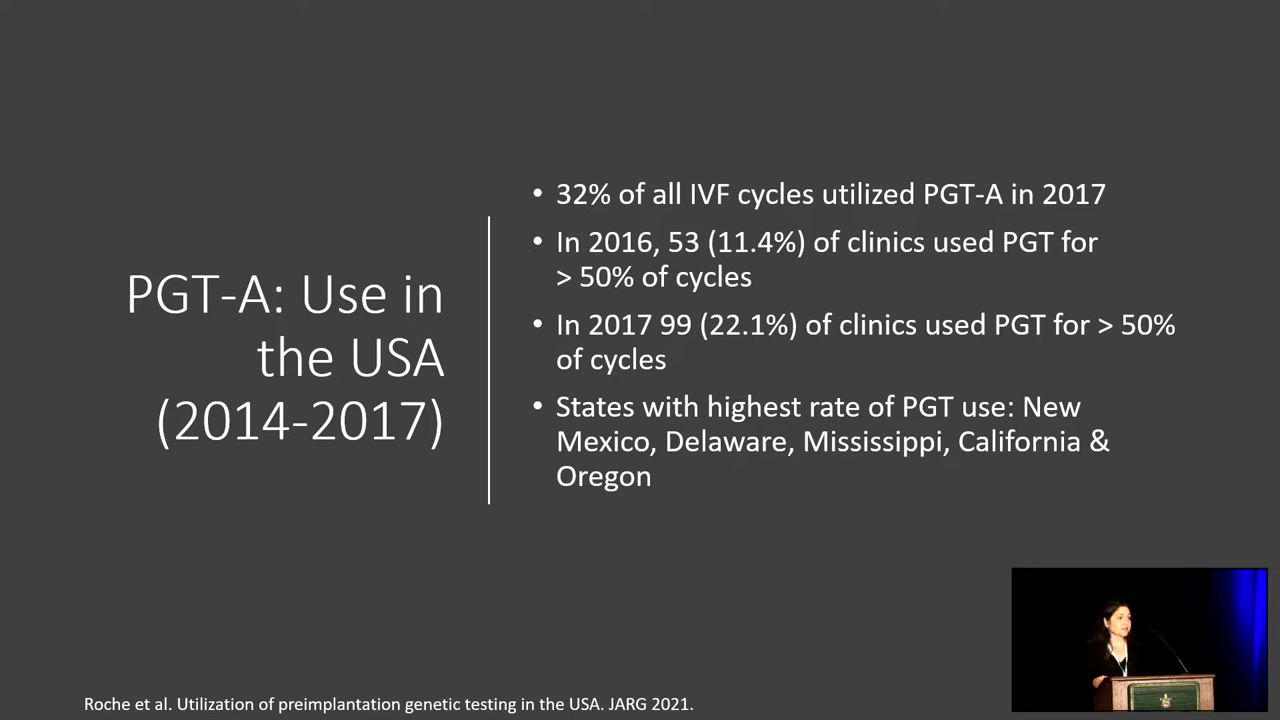 PGT-A: Use in
the USA
(2014-2017)
• 32% of all IVF cycles utilized PGT-A in 2017
• In 2016, 53 (11.4%) of clinics used PGT for
> 50% of cycles
• In 2017 99 (22.1%) of clinics used PGT for > 50%
of cycles
• States with highest rate of PGT use: New
Mexico, Delaware, Mississippi, California &
Oregon
Roche et al. Utilization of preimplantation genetic testing in the USA. JARG 2021.